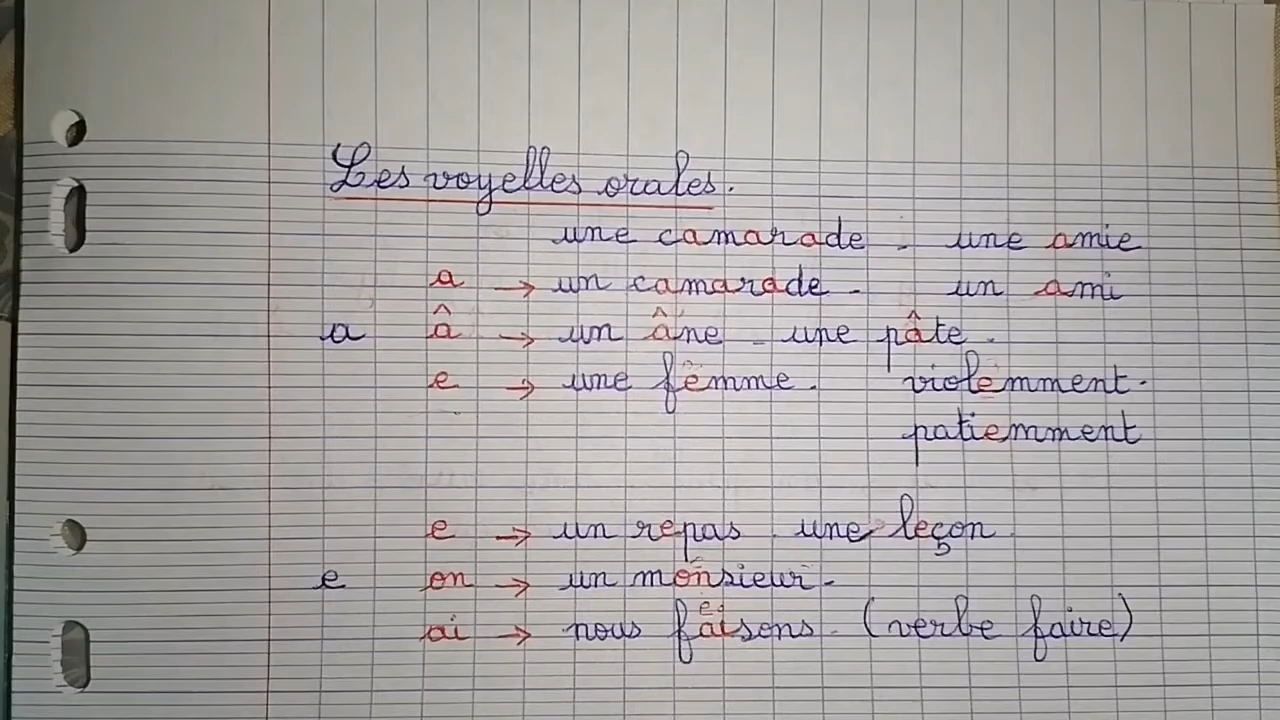 Les voyelles orales.
une camarade - une amie
a → un camarade - un ami
a â → un âne - une pâte.
e → une femme. violemment.
patiemment
e → un repas. une leçon.
e on → un monsieur.
ai → nous faisons. (verbe faire)